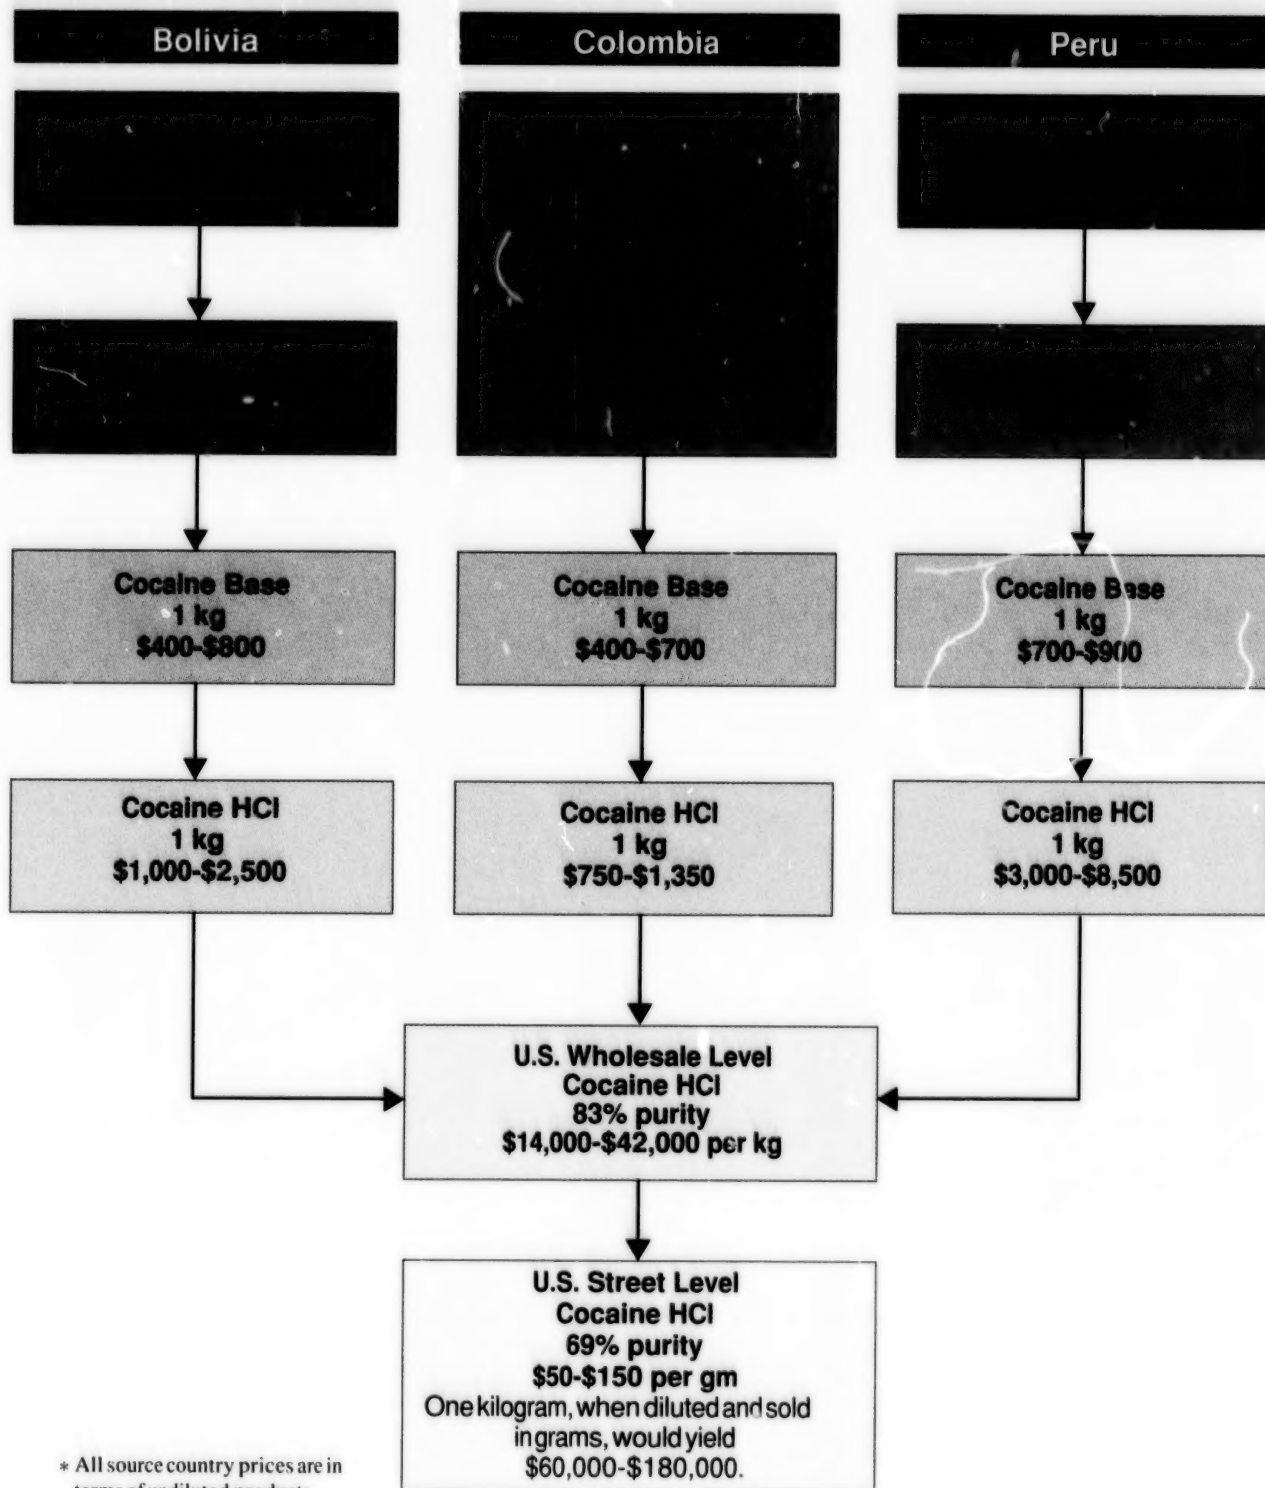 Bolivia
Colombia
Peru
Cocaine Base
1 kg
$400-$800
Cocaine Base
1 kg
$400-$700
Cocaine Base
1 kg
$700-$900
Cocaine HCl
1 kg
$1,000-$2,500
Cocaine HCl
1 kg
$750-$1,350
Cocaine HCl
1 kg
$3,000-$8,500
U.S. Wholesale Level
Cocaine HCl
83% purity
$14,000-$42,000 per kg
U.S. Street Level
Cocaine HCl
69% purity
$50-$150 per gm
One kilogram, when diluted and sold
in grams, would yield
$60,000-$180,000.
* All source country prices are in
terms of undiluted products